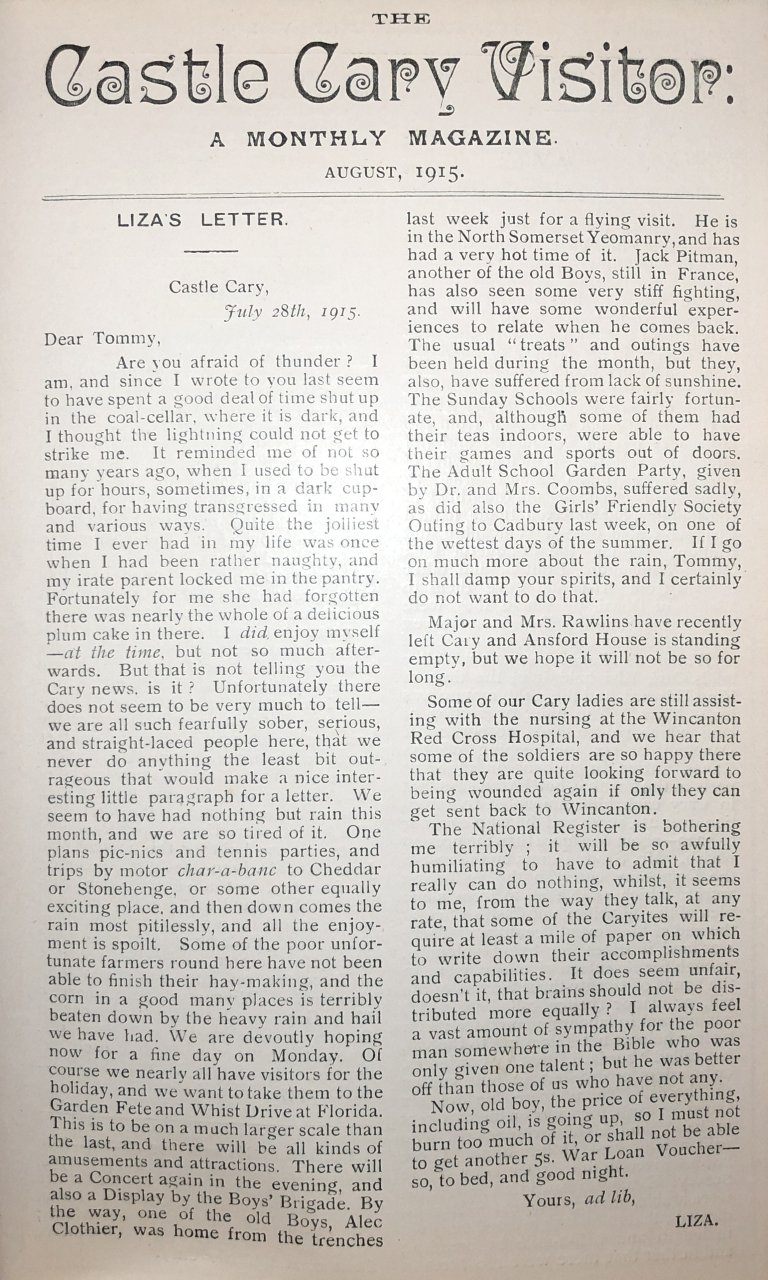 THE
Castle Cary Visitor:
A MONTHLY MAGAZINE.
AUGUST, 1915.
LIZA'S LETTER.
Castle Cary,
July 28th, 1915.
Dear Tommy,
Are you afraid of thunder? I
am, and since I wrote to you last seem
to have spent a good deal of time shut up
in the coal-cellar, where it is dark, and
I thought the lightning could not get to
strike me. It reminded me of not so
many years ago, when I used to be shut
up for hours, sometimes, in a dark cup-
board, for having transgressed in many
and various ways. Quite the jolliest
time I ever had in my life was once
when I had been rather naughty, and
my irate parent locked me in the pantry.
Fortunately for me she had forgotten
there was nearly the whole of a delicious
plum cake in there. I did enjoy myself
—at the time, but not so much after-
wards. But that is not telling you the
Cary news, is it? Unfortunately there
does not seem to be very much to tell—
we are all such fearfully sober, serious,
and straight-laced people here, that we
never do anything the least bit out-
rageous that would make a nice inter-
esting little paragraph for a letter. We
seem to have had nothing but rain this
month, and we are so tired of it. One
plans pic-nics and tennis parties, and
trips by motor char-a-banc to Cheddar
or Stonehenge, or some other equally
exciting place, and then down comes the
rain most pitilessly, and all the enjoy-
ment is spoilt. Some of the poor unfor-
tunate farmers round here have not been
able to finish their hay-making, and the
corn in a good many places is terribly
beaten down by the heavy rain and hail
we have had. We are devoutly hoping
now for a fine day on Monday. Of
course we nearly all have visitors for the
holiday, and we want to take them to the
Garden Fete and Whist Drive at Florida.
This is to be on a much larger scale than
the last, and there will be all kinds of
amusements and attractions. There will
be a Concert again in the evening, and
also a Display by the Boys' Brigade. By
the way, one of the old Boys, Alec
Clothier, was home from the trenches
last week just for a flying visit. He is
in the North Somerset Yeomanry, and has
had a very hot time of it. Jack Pitman,
another of the old Boys, still in France,
has also seen some very stiff fighting,
and will have some wonderful exper-
iences to relate when he comes back.
The usual "treats" and outings have
been held during the month, but they,
also, have suffered from lack of sunshine.
The Sunday Schools were fairly fortun-
ate, and, although some of them had
their teas indoors, were able to have
their games and sports out of doors.
The Adult School Garden Party, given
by Dr. and Mrs. Coombs, suffered sadly,
as did also the Girls' Friendly Society
Outing to Cadbury last week, on one of
the wettest days of the summer. If I go
on much more about the rain, Tommy,
I shall damp your spirits, and I certainly
do not want to do that.
Major and Mrs. Rawlins have recently
left Cary and Ansford House is standing
empty, but we hope it will not be so for
long.
Some of our Cary ladies are still assist-
ing with the nursing at the Wincanton
Red Cross Hospital, and we hear that
some of the soldiers are so happy there
that they are quite looking forward to
being wounded again if only they can
get sent back to Wincanton.
The National Register is bothering
me terribly; it will be so awfully
humiliating to have to admit that I
really can do nothing, whilst, it seems
to me, from the way they talk, at any
rate, that some of the Caryites will re-
quire at least a mile of paper on which
to write down their accomplishments
and capabilities. It does seem unfair,
doesn't it, that brains should not be dis-
tributed more equally? I always feel
a vast amount of sympathy for the poor
man somewhere in the Bible who was
only given one talent; but he was better
off than those of us who have not any.
Now, old boy, the price of everything,
including oil, is going up, so I must not
burn too much of it, or shall not be able
to get another 5s. War Loan Voucher—
so, to bed, and good night.
Yours, ad lib,
LIZA.